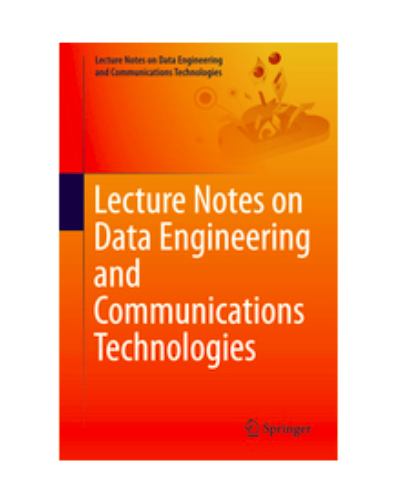 Lecture Notes on Data Engineering
and Communications Technologies
Lecture Notes on
Data Engineering
and
Communications
Technologies
Springer